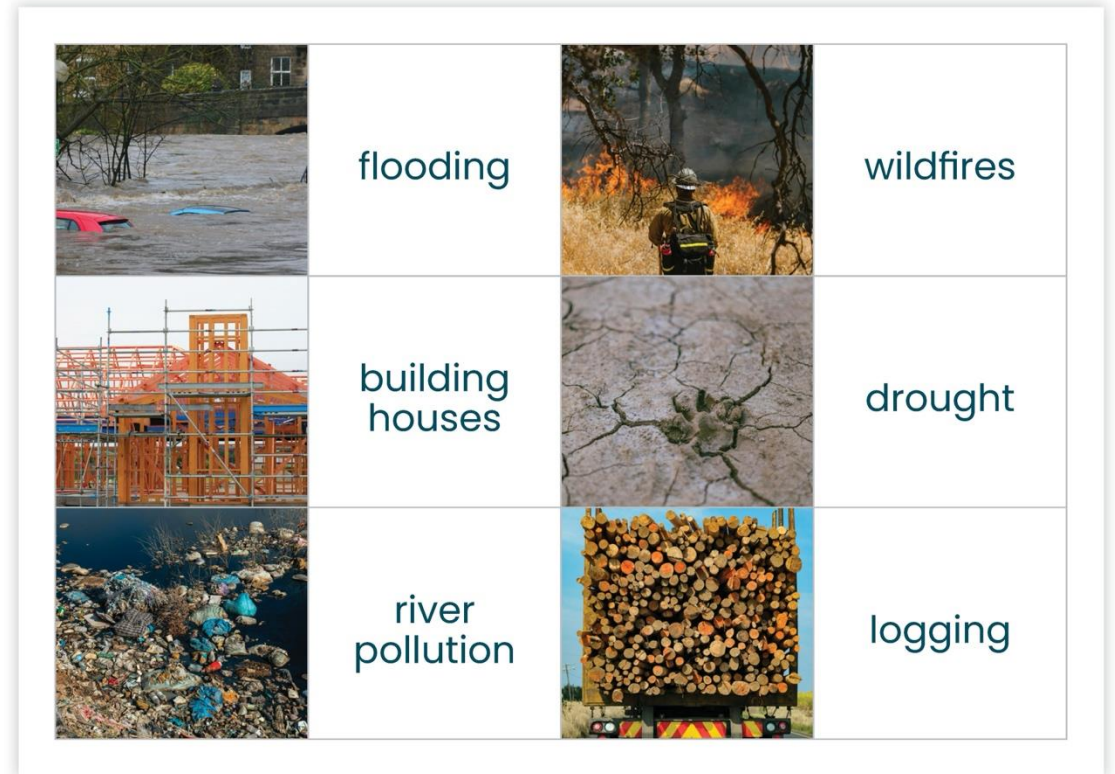 flooding
wildfires
building
houses
drought
river
pollution
logging